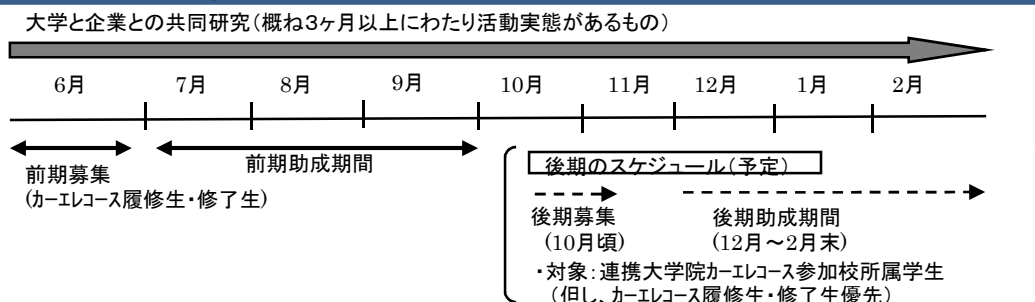 大学と企業との共同研究(概ね３ヶ月以上にわたり活動実態があるもの)
6月 7月 8月 9月 10月 11月 12月 1月 2月
前期募集
(カーエレコース履修生・修了生)
前期助成期間
後期のスケジュール(予定)
後期募集
(10月頃)
後期助成期間
(12月～2月末)
・対象：連携大学院カーエレコース参加校所属学生
(但し、カーエレコース履修生・修了生優先)